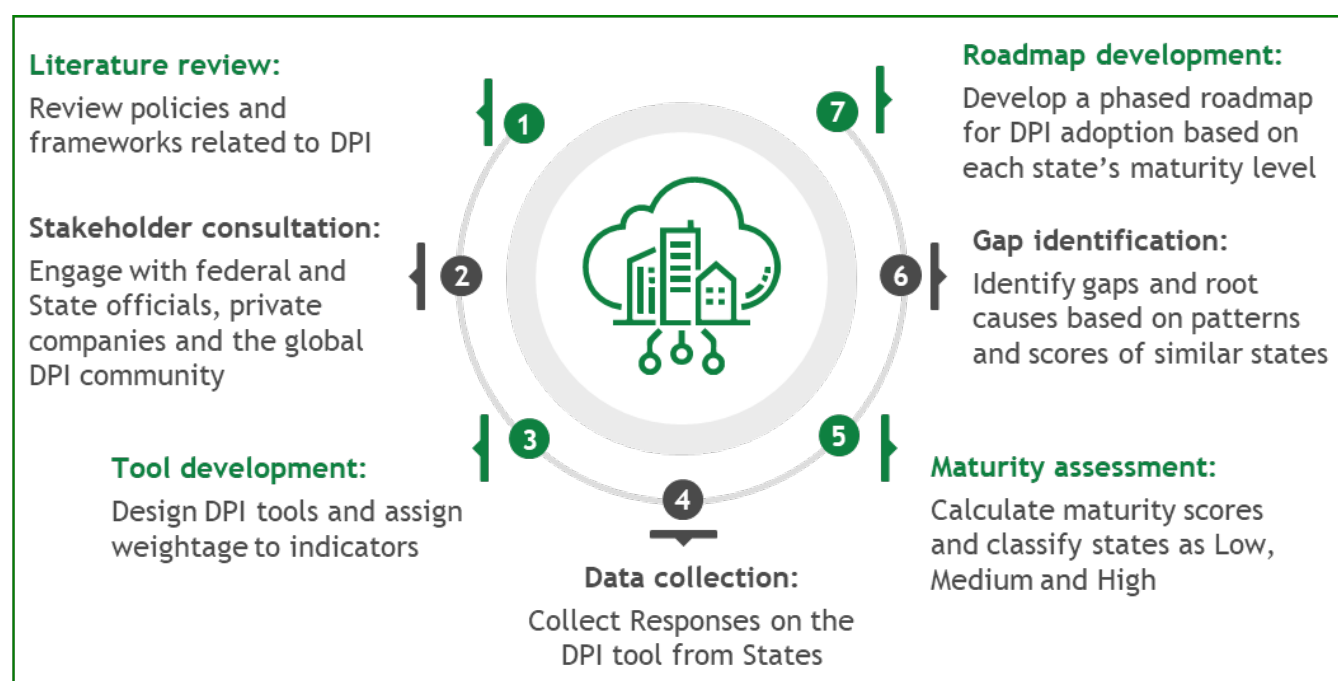 1
Literature review:
Review policies and
frameworks related to DPI
2
Stakeholder consultation:
Engage with federal and
State officials, private
companies and the global
DPI community
3
Tool development:
Design DPI tools and assign
weightage to indicators
4
Data collection:
Collect Responses on the
DPI tool from States
5
Maturity assessment:
Calculate maturity scores
and classify states as Low,
Medium and High
6
Gap identification:
Identify gaps and root
causes based on patterns
and scores of similar states
7
Roadmap development:
Develop a phased roadmap
for DPI adoption based on
each state’s maturity level